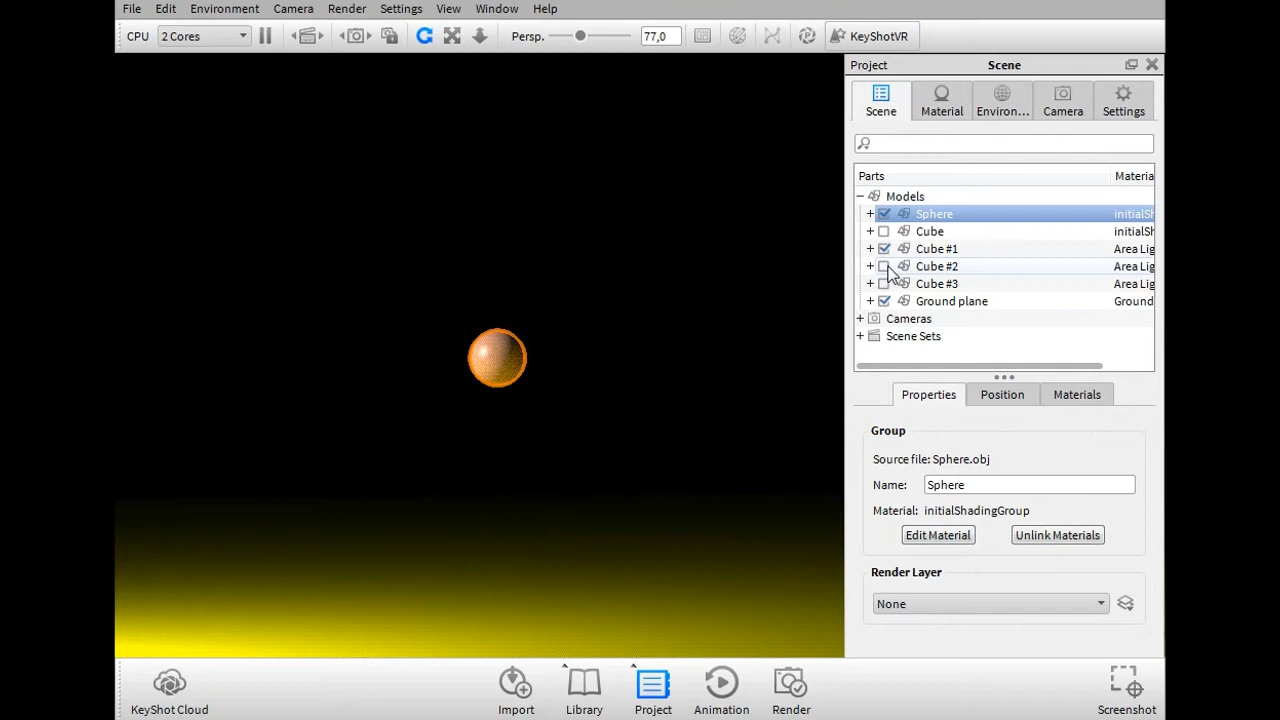 File Edit Environment Camera Render Settings View Window Help
CPU 2 Cores Persp. 77,0 KeyShotVR
Project Scene
Scene Material Environ... Camera Settings
Parts Materia
Models
Sphere initialSh
Cube initialSh
Cube #1 Area Lig
Cube #2 Area Lig
Cube #3 Area Lig
Ground plane Ground
Cameras
Scene Sets
Properties Position Materials
Group
Source file: Sphere.obj
Name: Sphere
Material: initialShadingGroup
Edit Material Unlink Materials
Render Layer
None
KeyShot Cloud Import Library Project Animation Render Screenshot